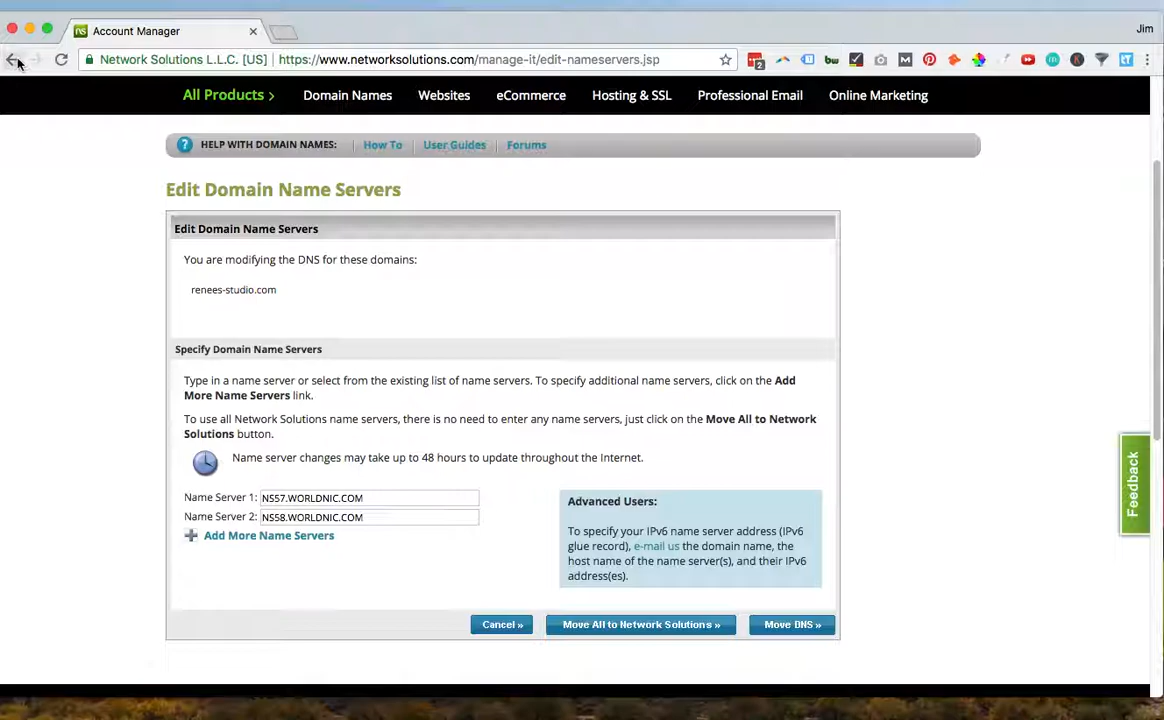 Account Manager
Jim
Network Solutions L.L.C. [US] https://www.networksolutions.com/manage-it/edit-nameservers.jsp
All Products > Domain Names Websites eCommerce Hosting & SSL Professional Email Online Marketing
? HELP WITH DOMAIN NAMES: How To User Guides Forums
Edit Domain Name Servers
Edit Domain Name Servers
You are modifying the DNS for these domains:
renees-studio.com
Specify Domain Name Servers
Type in a name server or select from the existing list of name servers. To specify additional name servers, click on the Add
More Name Servers link.
To use all Network Solutions name servers, there is no need to enter any name servers, just click on the Move All to Network
Solutions button.
Name server changes may take up to 48 hours to update throughout the Internet.
Name Server 1: NS57.WORLDNIC.COM
Name Server 2: NS58.WORLDNIC.COM
Add More Name Servers
Advanced Users:
To specify your IPv6 name server address (IPv6
glue record), e-mail us the domain name, the
host name of the name server(s), and their IPv6
address(es).
Cancel » Move All to Network Solutions » Move DNS »
Feedback